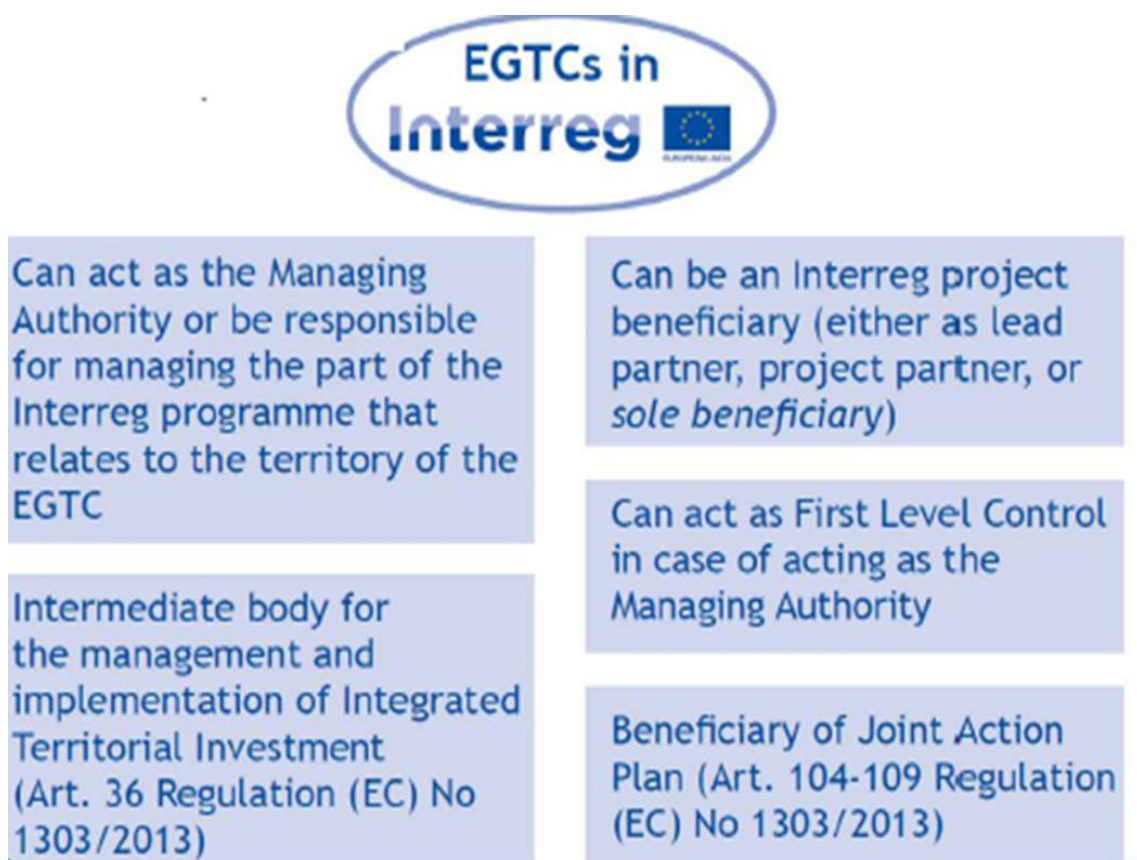 EGTCs in
Interreg
Can act as the Managing
Authority or be responsible
for managing the part of the
Interreg programme that
relates to the territory of the
EGTC
Intermediate body for
the management and
implementation of Integrated
Territorial Investment
(Art. 36 Regulation (EC) No
1303/2013)
Can be an Interreg project
beneficiary (either as lead
partner, project partner, or
sole beneficiary)
Can act as First Level Control
in case of acting as the
Managing Authority
Beneficiary of Joint Action
Plan (Art. 104-109 Regulation
(EC) No 1303/2013)